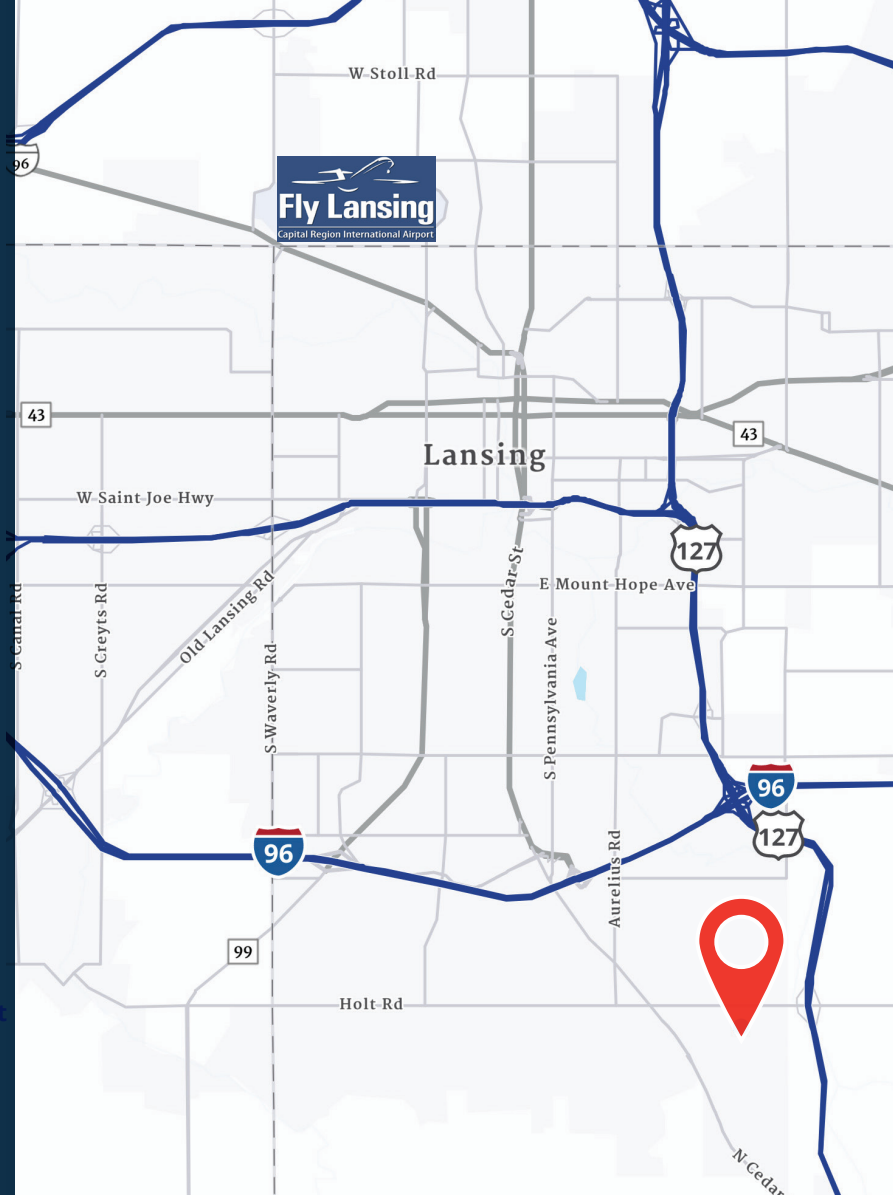 W Stoll Rd
96
Fly Lansing
Capital Region International Airport
43
43
Lansing
W Saint Joe Hwy
127
S Canal Rd
S Creyts Rd
Old Lansing Rd
S Waverly Rd
S Cedar St
E Mount Hope Ave
S Pennsylvania Ave
96
127
96
Aurelius Rd
99
Holt Rd
t
N Cedar